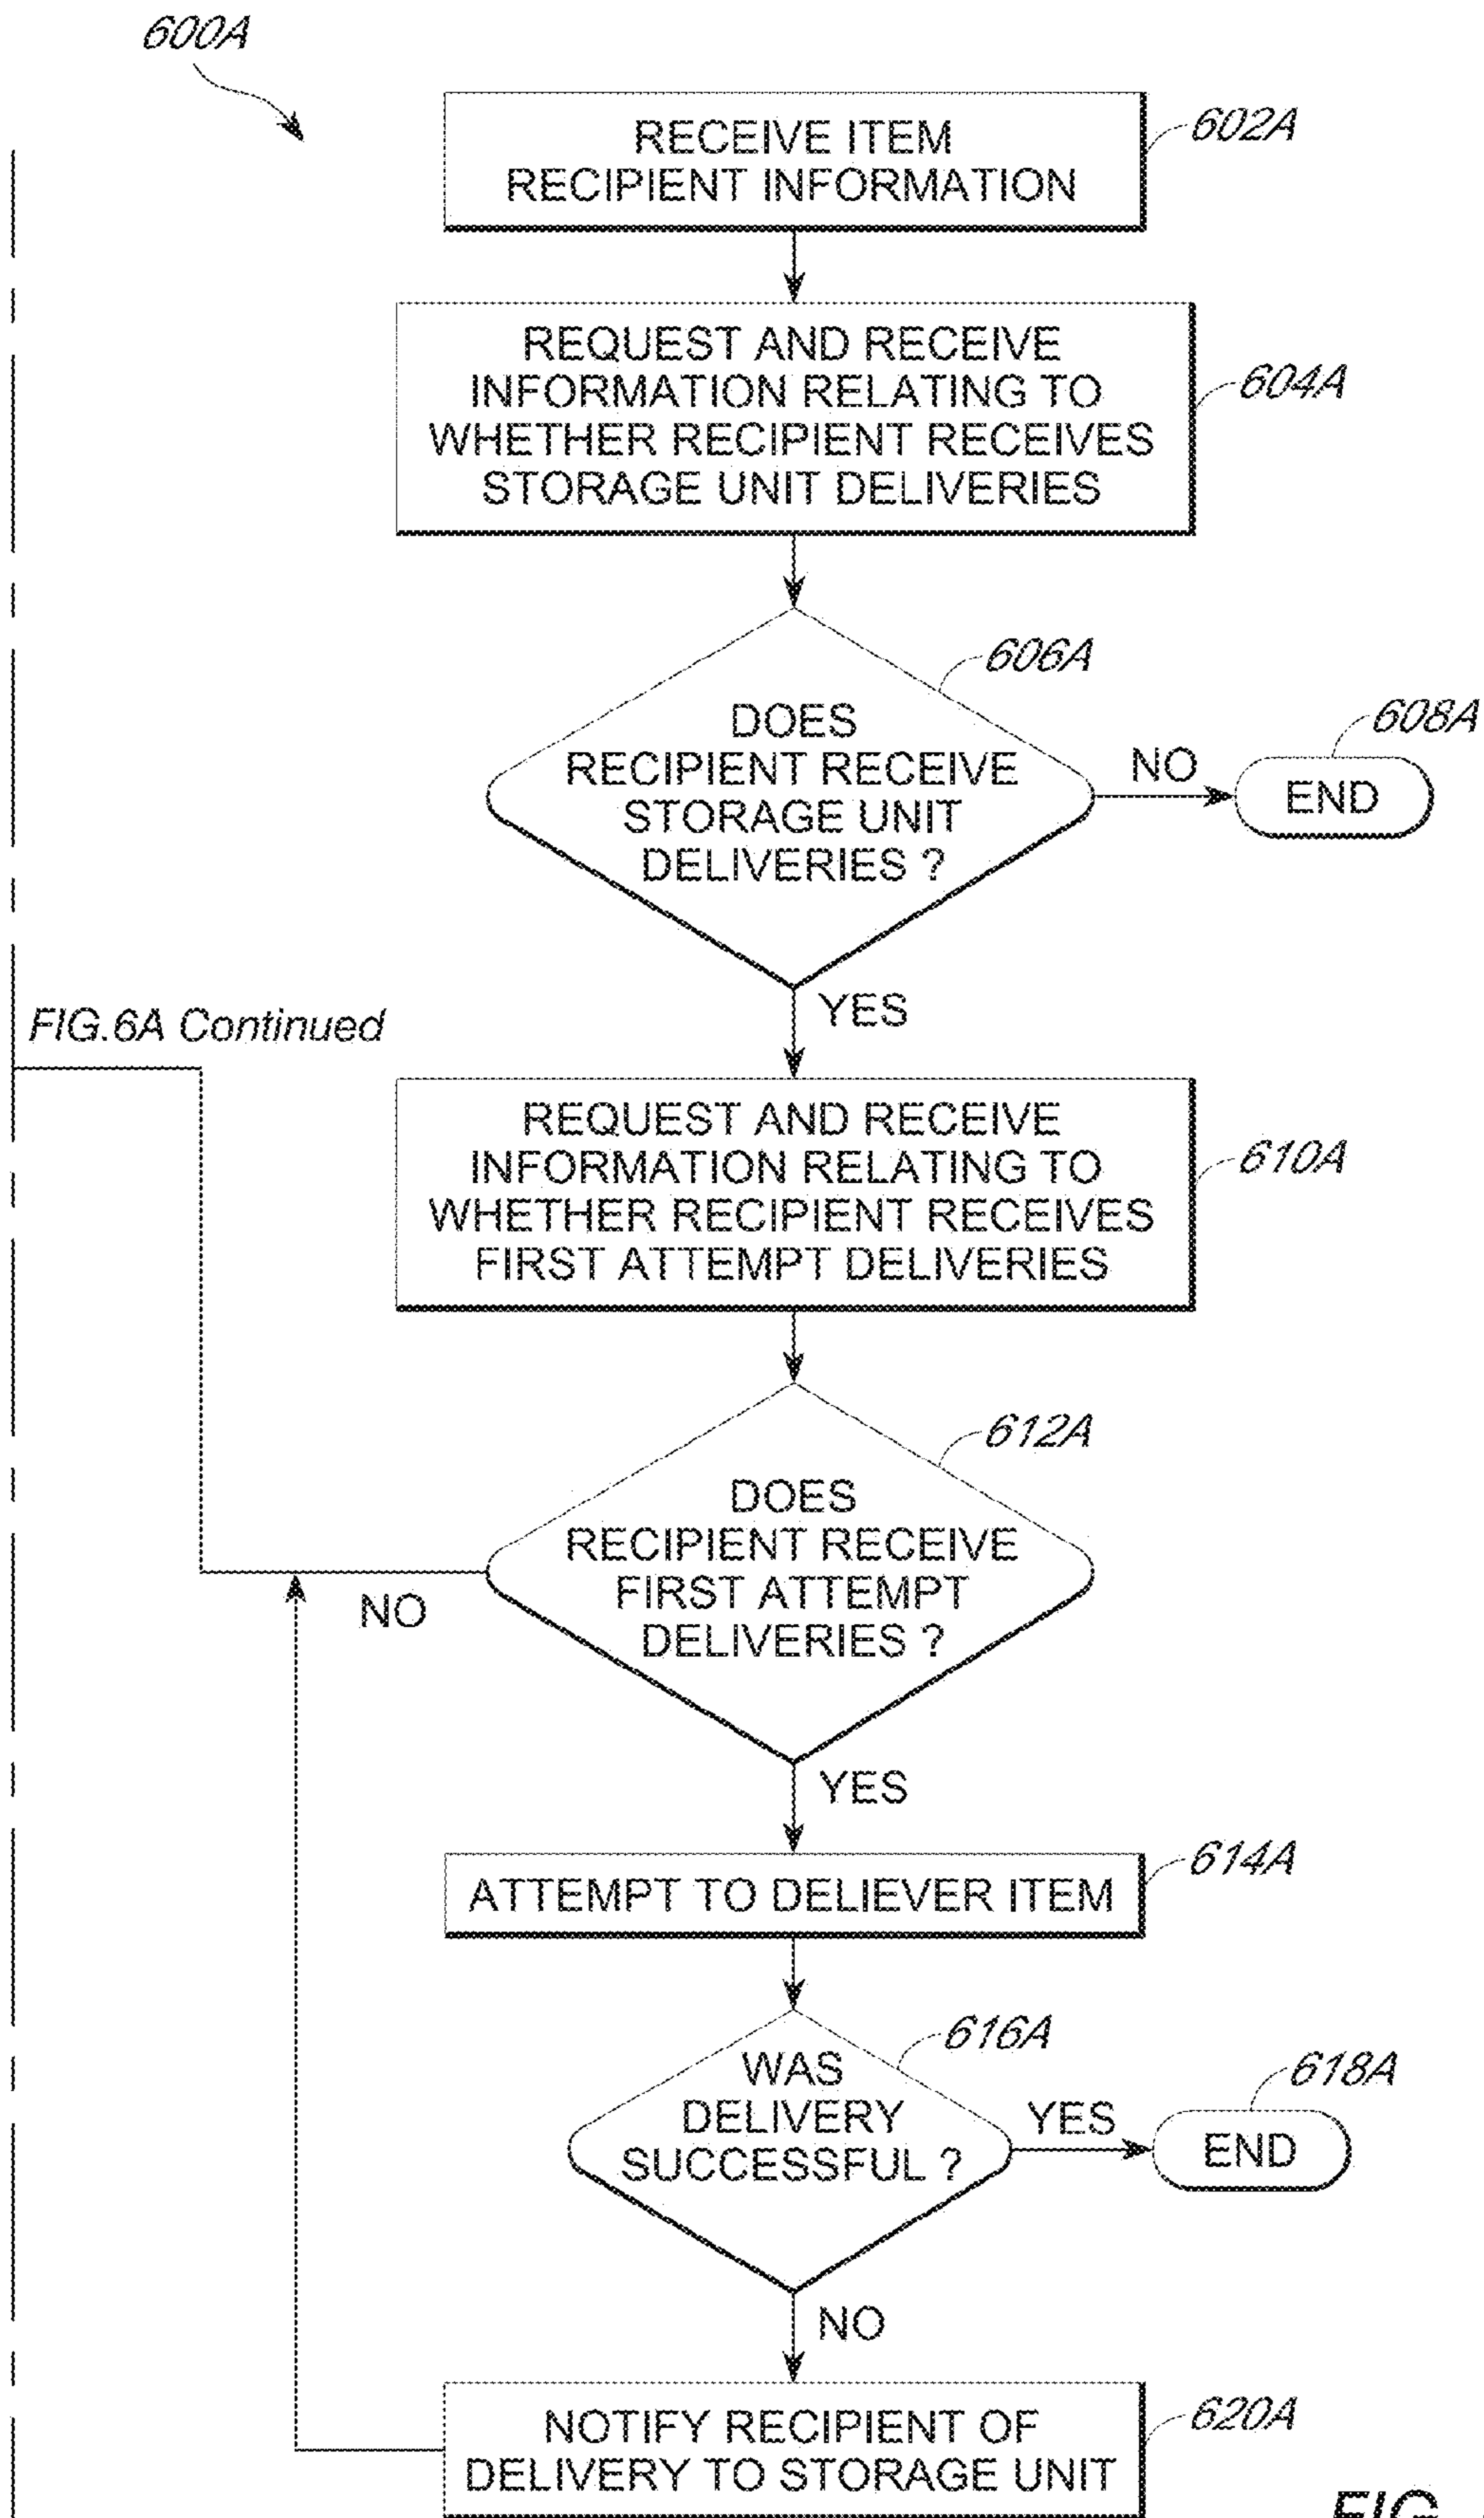 600A
RECEIVE ITEM
RECIPIENT INFORMATION
602A
REQUEST AND RECEIVE
INFORMATION RELATING TO
WHETHER RECIPIENT RECEIVES
STORAGE UNIT DELIVERIES
604A
606A
DOES
RECIPIENT RECEIVE
STORAGE UNIT
DELIVERIES ?
NO
608A
END
YES
FIG.6A Continued
REQUEST AND RECEIVE
INFORMATION RELATING TO
WHETHER RECIPIENT RECEIVES
FIRST ATTEMPT DELIVERIES
610A
612A
DOES
RECIPIENT RECEIVE
FIRST ATTEMPT
DELIVERIES ?
NO
YES
ATTEMPT TO DELIEVER ITEM
614A
616A
WAS
DELIVERY
SUCCESSFUL ?
YES
618A
END
NO
NOTIFY RECIPIENT OF
DELIVERY TO STORAGE UNIT
620A
FIG